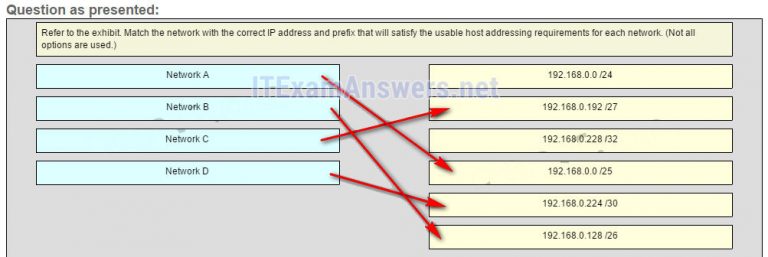 Question as presented:
Refer to the exhibit. Match the network with the correct IP address and prefix that will satisfy the usable host addressing requirements for each network. (Not all
options are used.)
Network A
192.168.0.0 /24
ITExamAnswers.net
Network B
192.168.0.192 /27
Network C
192.168.0.228 /32
Network D
192.168.0.0 /25
192.168.0.224 /30
192.168.0.128 /26